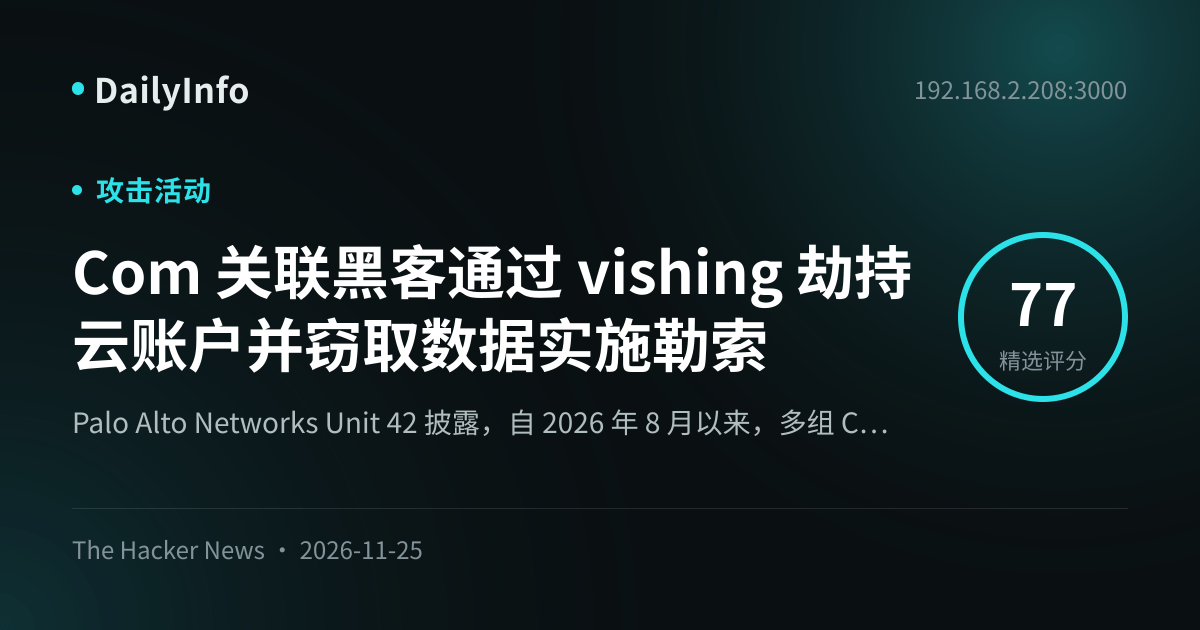 DailyInfo
192.168.2.208:3000
攻击活动
Com 关联黑客通过 vishing 劫持
云账户并窃取数据实施勒索
77
精选评分
Palo Alto Networks Unit 42 披露，自 2026 年 8 月以来，多组 C…
The Hacker News · 2026-11-25